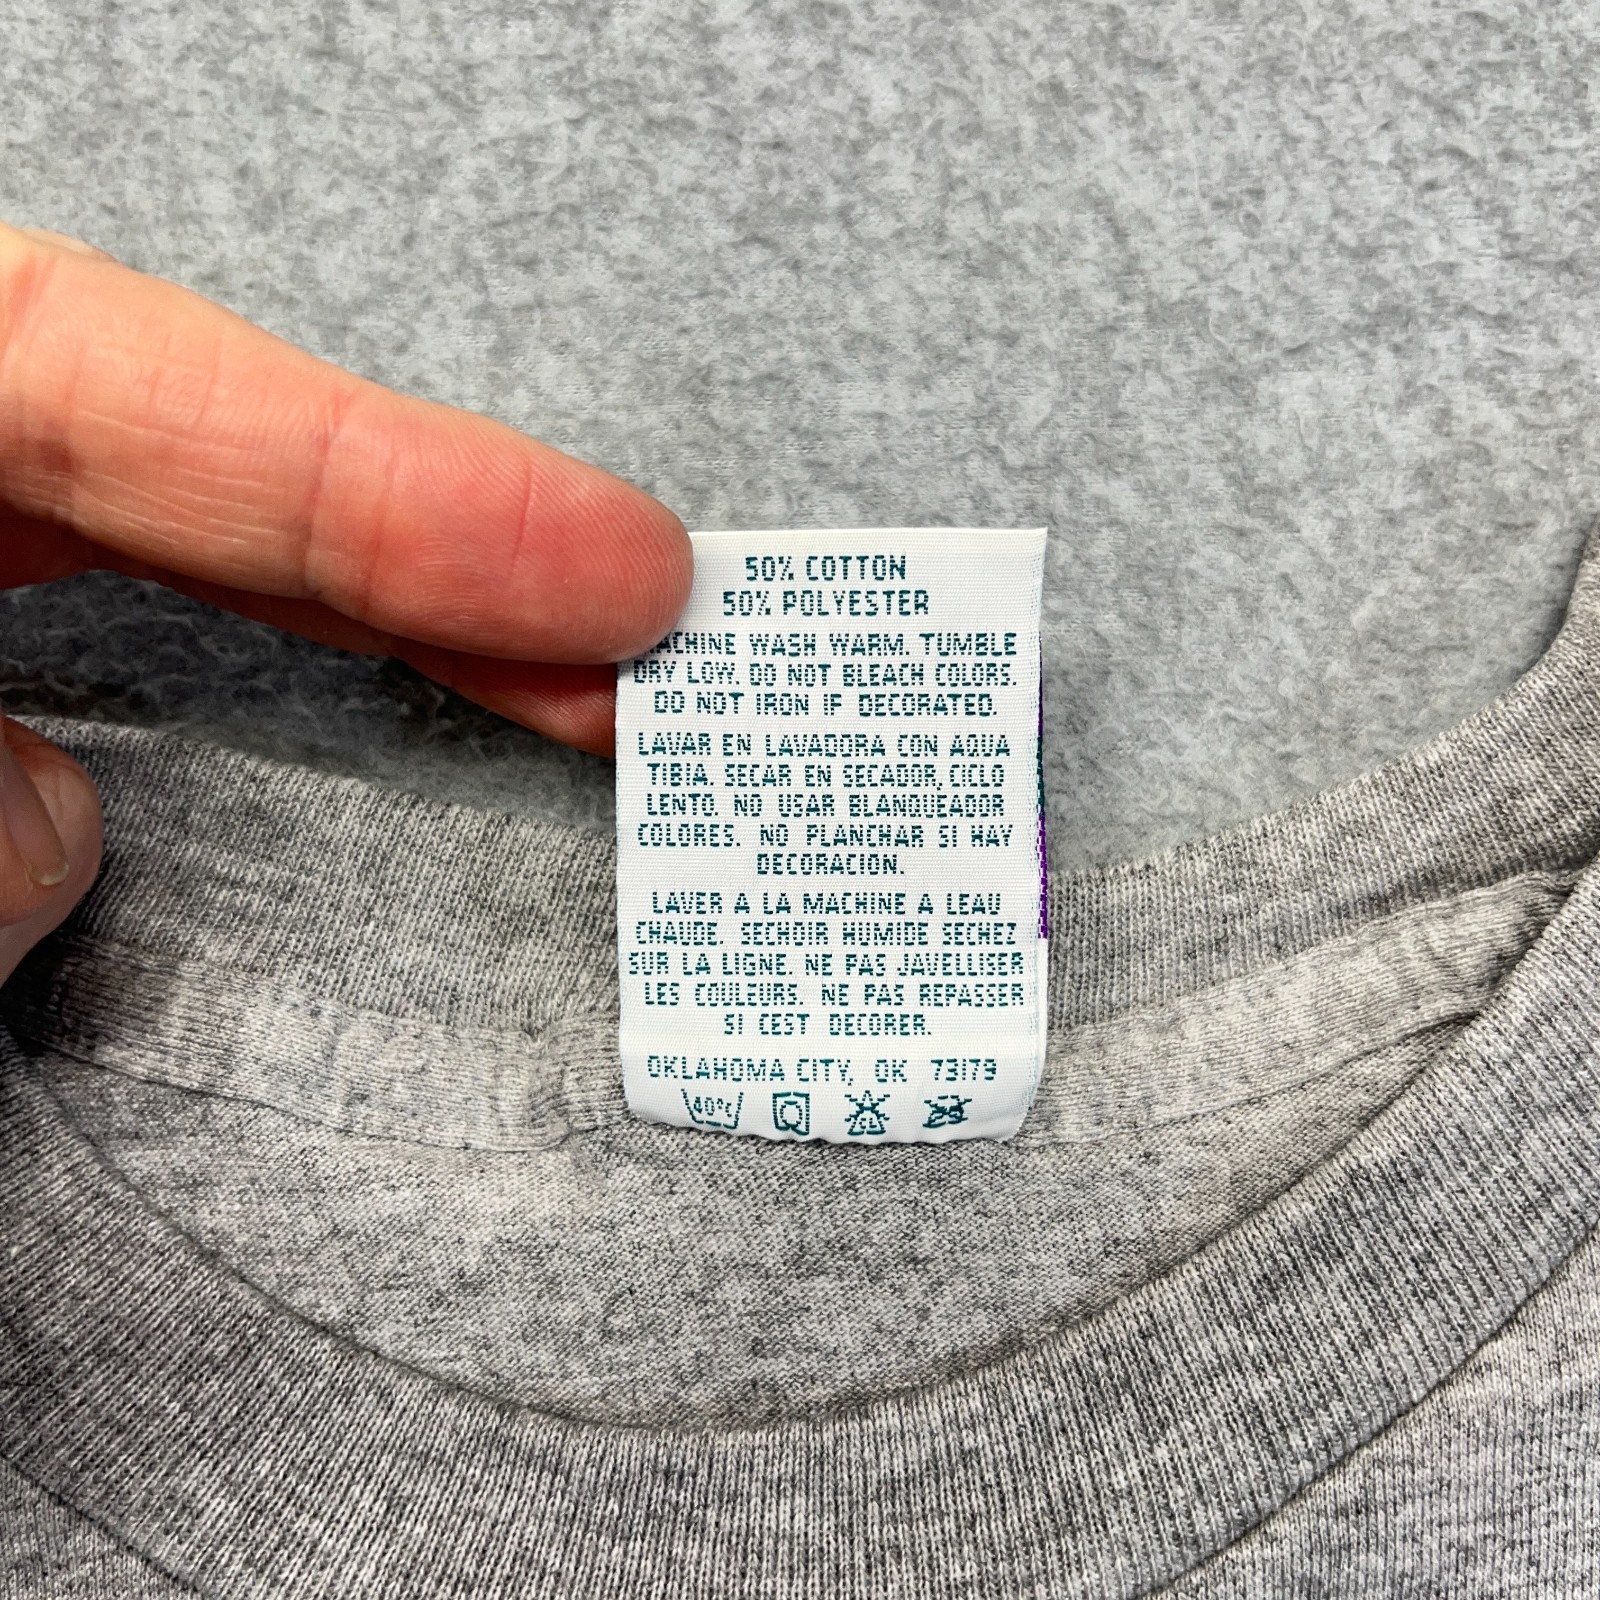 50% COTTON
50% POLYESTER
MACHINE WASH WARM. TUMBLE
DRY LOW. DO NOT BLEACH COLORS.
DO NOT IRON IF DECORATED.
LAVAR EN LAVADORA CON AQUA
TIBIA. SECAR EN SECADOR, CICLO
LENTO. NO USAR BLANQUEADOR
COLORES. NO PLANCHAR SI HAY
DECORACION.
LAVER A LA MACHINE A LEAU
CHAUDE. SECHOIR HUMIDE SECHEZ
SUR LA LIGNE. NE PAS JAVELLISER
LES COULEURS. NE PAS REPASSER
SI CEST DECORER.
OKLAHOMA CITY, OK 73179
40°C CL